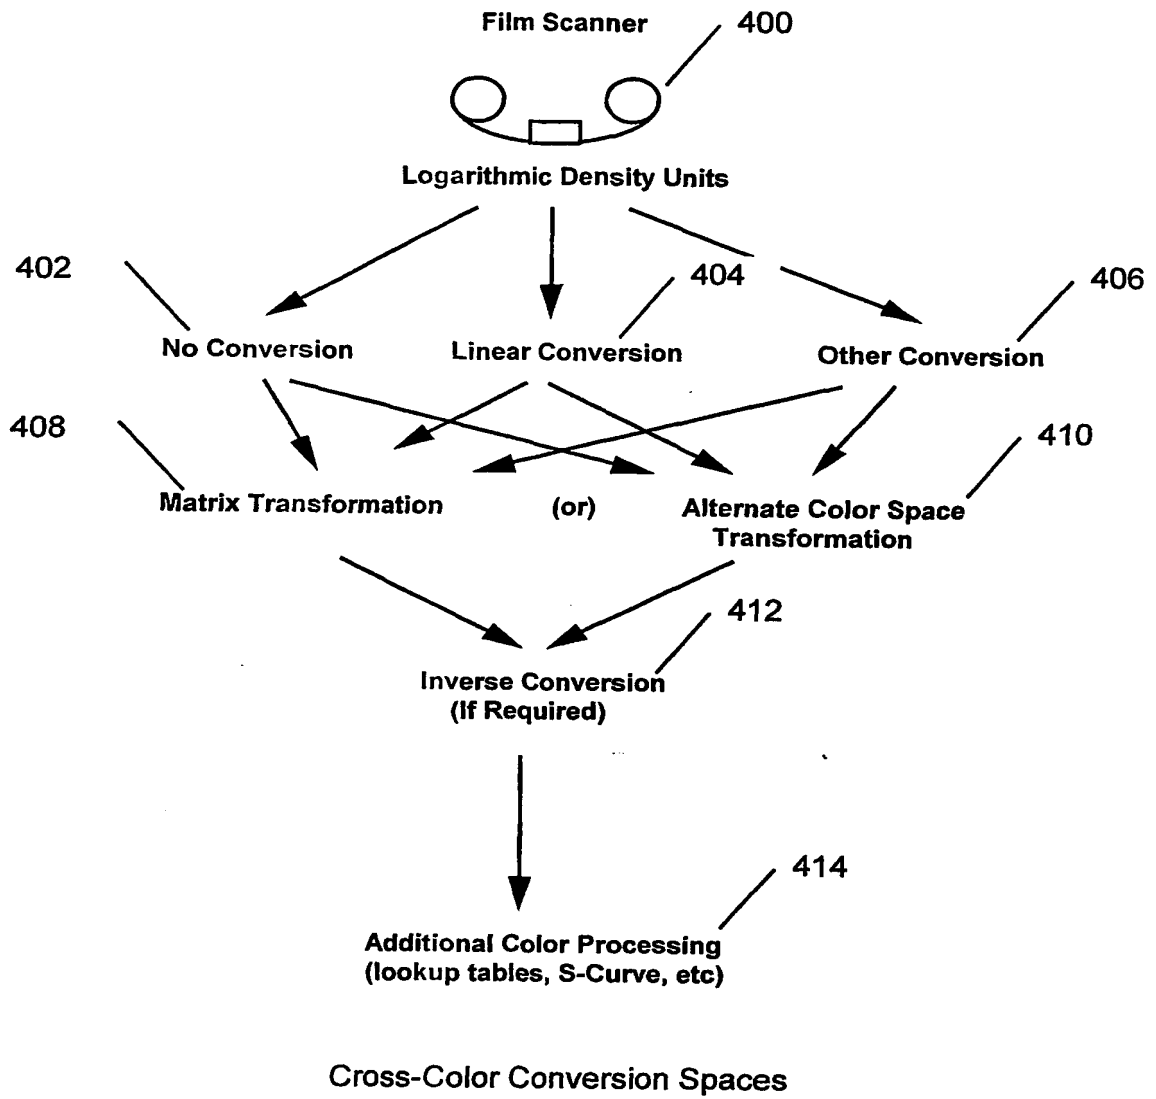 Film Scanner
400
Logarithmic Density Units
402
404
406
No Conversion
Linear Conversion
Other Conversion
408
410
Matrix Transformation
(or)
Alternate Color Space
Transformation
412
Inverse Conversion
(If Required)
414
Additional Color Processing
(lookup tables, S-Curve, etc)
Cross-Color Conversion Spaces